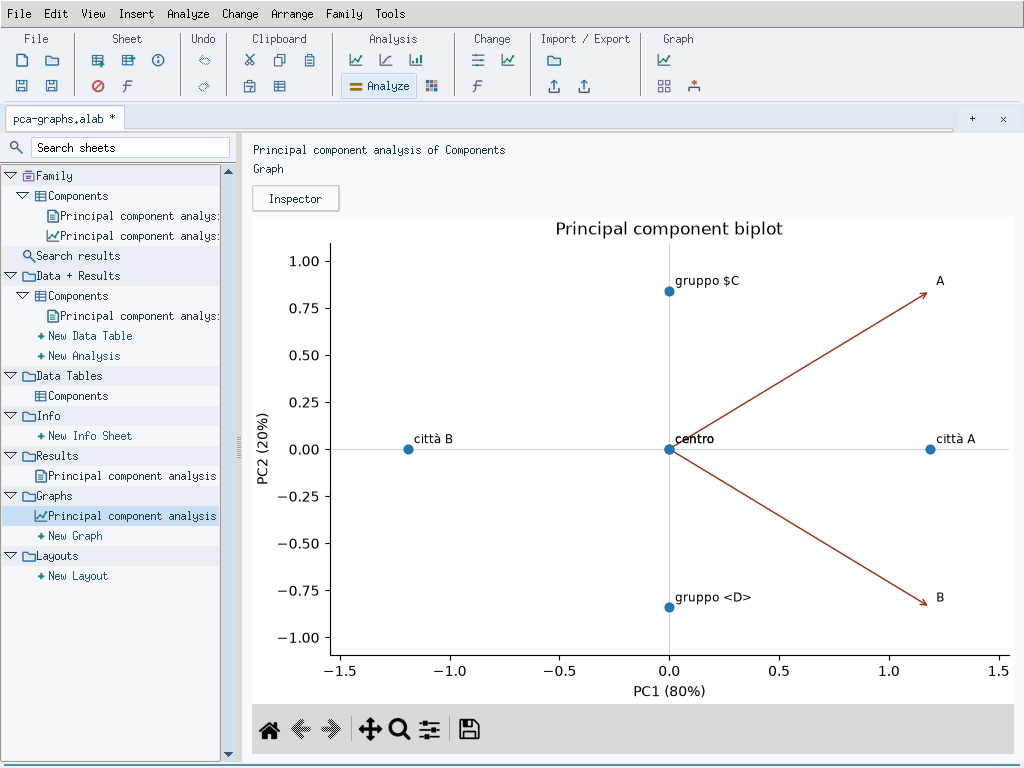 File Edit View Insert Analyze Change Arrange Family Tools
File Sheet Undo Clipboard Analysis Change Import / Export Graph
Analyze
pca-graphs.alab *
+ ×
Search sheets
Family
Components
Principal component analys
Principal component analys
Search results
Data + Results
Components
Principal component analys
+ New Data Table
+ New Analysis
Data Tables
Components
Info
+ New Info Sheet
Results
Principal component analysis
Graphs
Principal component analysis
+ New Graph
Layouts
+ New Layout
Principal component analysis of Components
Graph
Inspector
Principal component biplot
1.00
0.75
0.50
0.25
0.00
−0.25
−0.50
−0.75
−1.00
PC2 (20%)
gruppo $C
A
città B
centro
città A
gruppo <D>
B
−1.5 −1.0 −0.5 0.0 0.5 1.0 1.5
PC1 (80%)